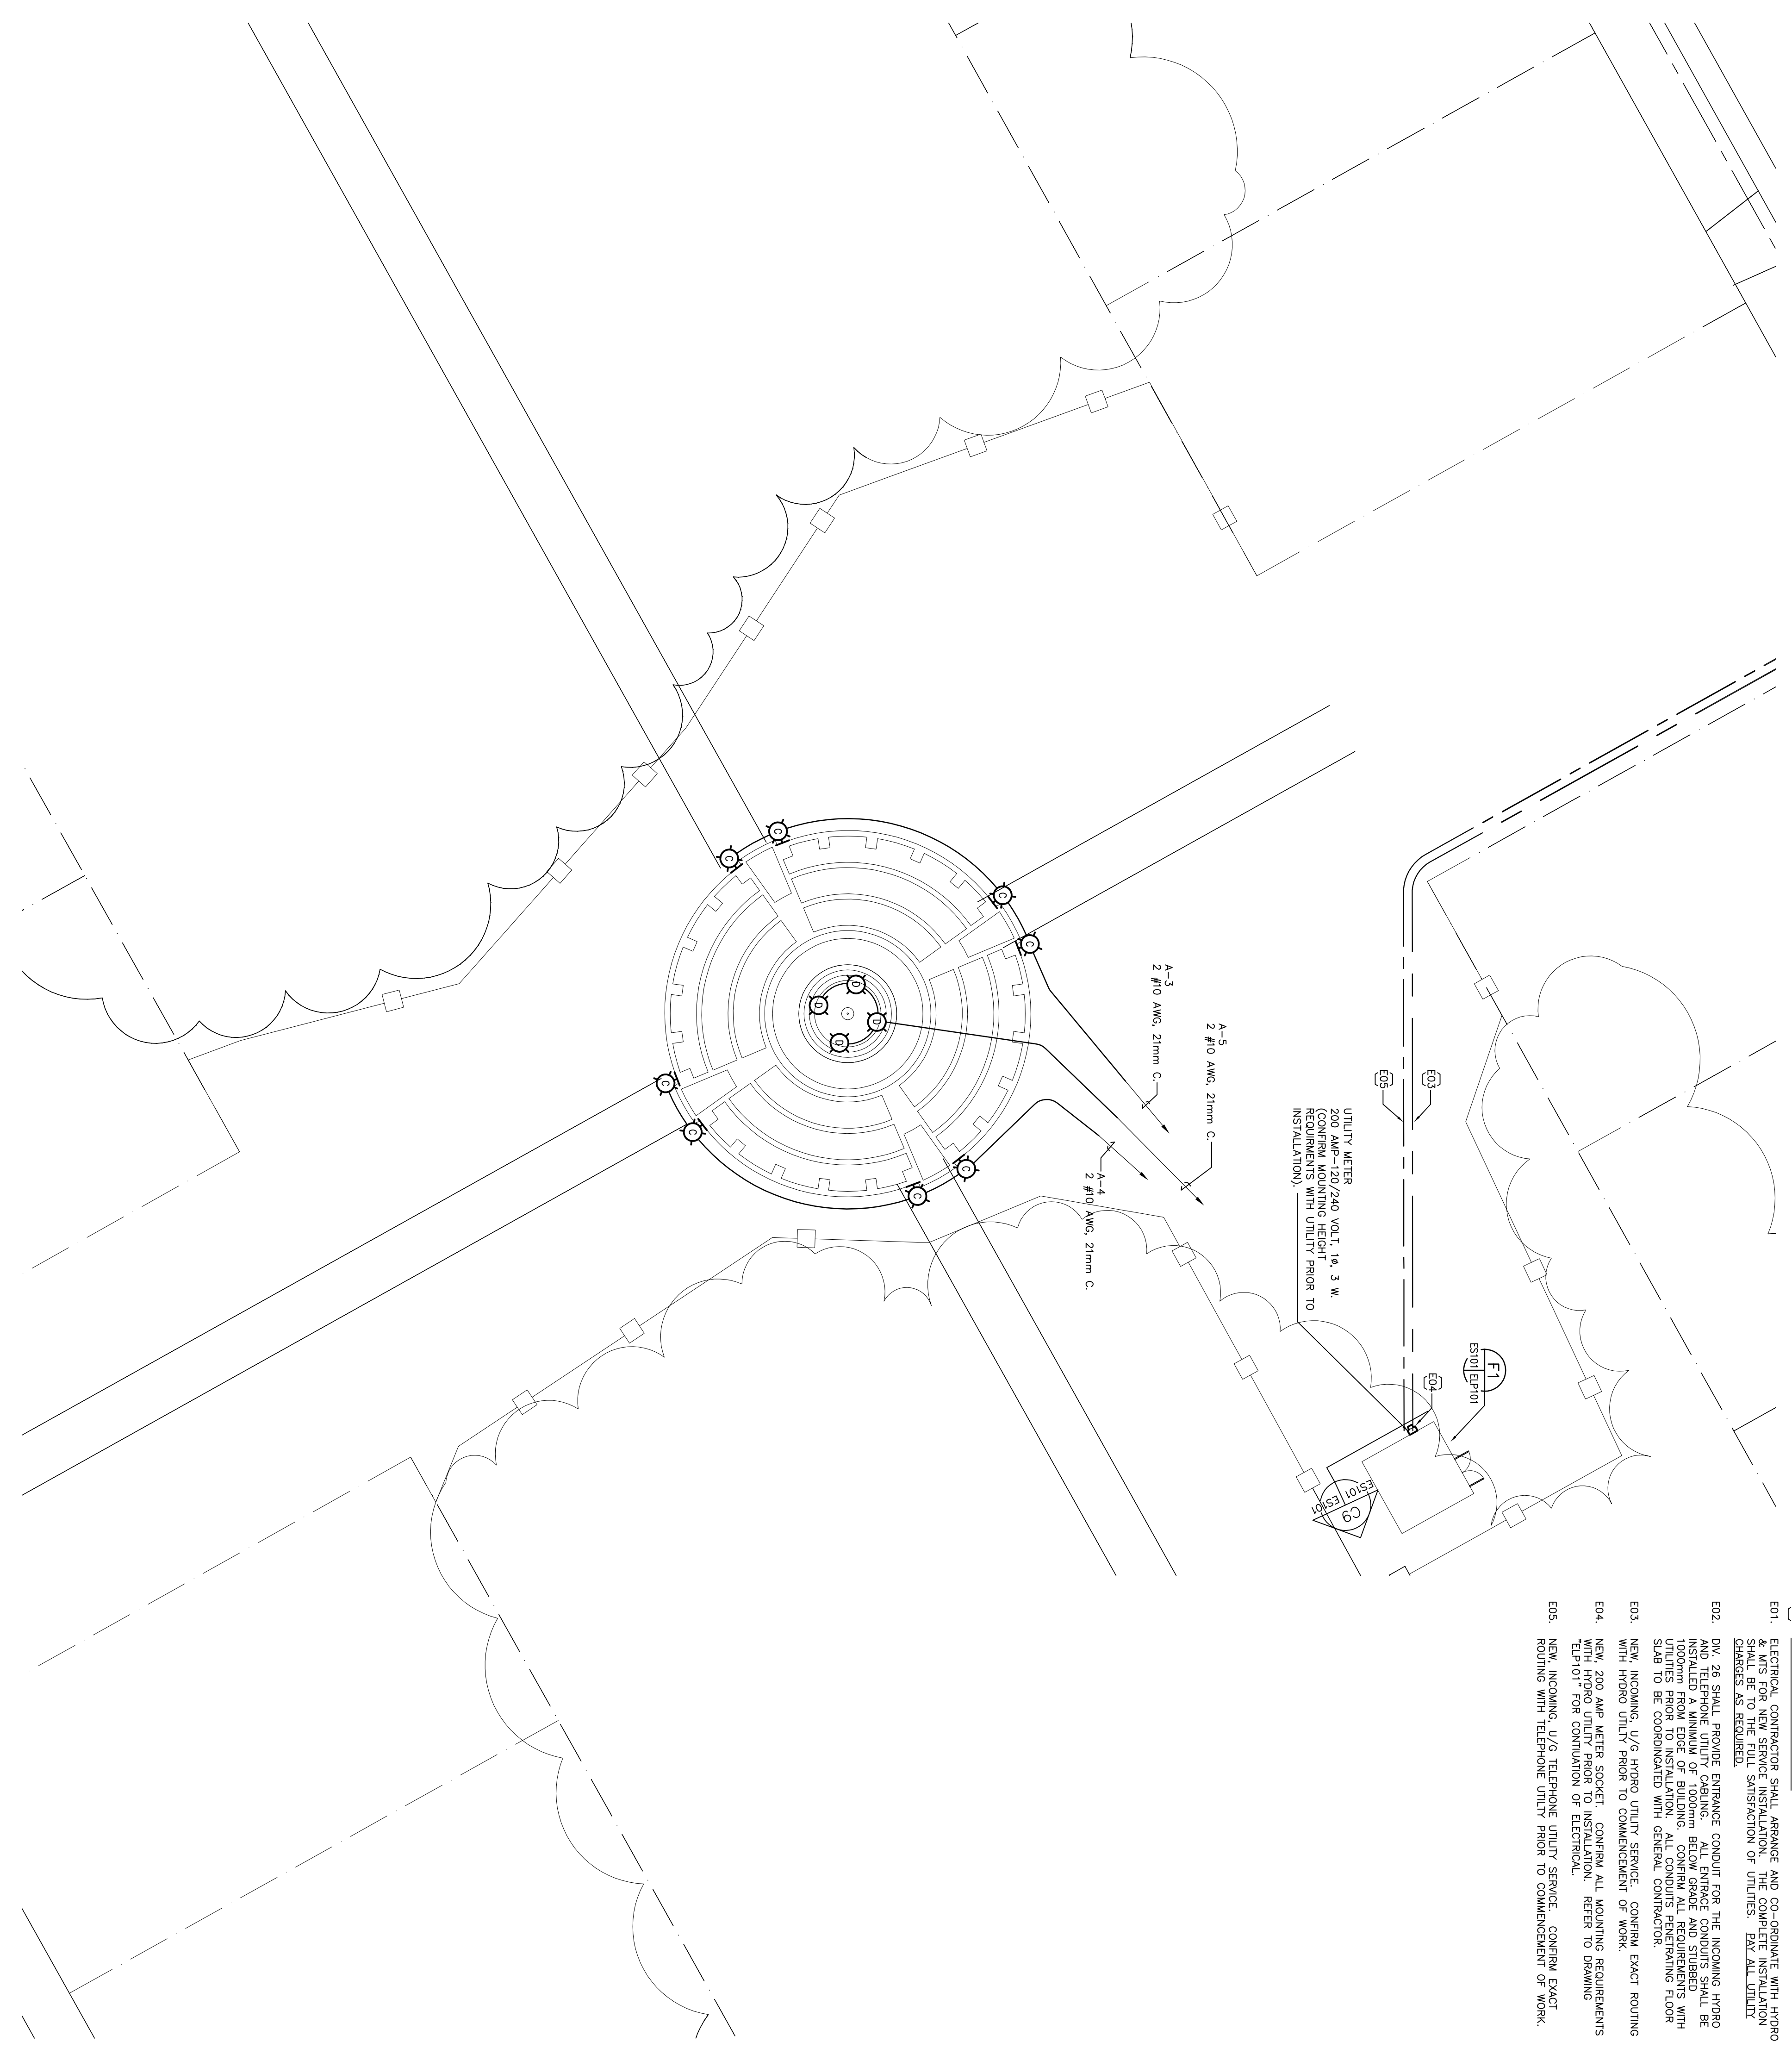 A-3
2 #10 AWG, 21mm C.
A-5
2 #10 AWG, 21mm C.
A-4
2 #10 AWG, 21mm C.
E03
E05
UTILITY METER
200 AMP-120/240 VOLT, 1ø, 3 W.
(CONFIRM MOUNTING HEIGHT
REQUIRMENTS WITH UTILITY PRIOR TO
INSTALLATION).
E04
F1
ES101 ELP101
C9
ES101 ES101
C
C
C
C
C
C
C
C
D
D
D
D
E01. ELECTRICAL CONTRACTOR SHALL ARRANGE AND CO-ORDINATE WITH HYDRO
& MTS FOR NEW SERVICE INSTALLATION. THE COMPLETE INSTALLATION
SHALL BE TO THE FULL SATISFACTION OF UTILITIES. PAY ALL UTILITY
CHARGES AS REQUIRED.
E02. DIV. 26 SHALL PROVIDE ENTRANCE CONDUIT FOR THE INCOMING HYDRO
AND TELEPHONE UTILITY CABLING. ALL ENTRACE CONDUITS SHALL BE
INSTALLED A MINIMUM OF 1000mm BELOW GRADE AND STUBBED
1000mm FROM EDGE OF BUILDING. CONFIRM ALL REQUIREMENTS WITH
UTILITIES PRIOR TO INSTALLATION. ALL CONDUITS PENETRATING FLOOR
SLAB TO BE COORDINGATED WITH GENERAL CONTRACTOR.
E03. NEW, INCOMING, U/G HYDRO UTILITY SERVICE. CONFIRM EXACT ROUTING
WITH HYDRO UTILTY PRIOR TO COMMENCEMENT OF WORK.
E04. NEW, 200 AMP METER SOCKET. CONFIRM ALL MOUNTING REQUIREMENTS
WITH HYDRO UTILITY PRIOR TO INSTALLATION. REFER TO DRAWING
"ELP101" FOR CONTIUATION OF ELECTRICAL.
E05. NEW, INCOMING, U/G TELEPHONE UTILITY SERVICE. CONFIRM EXACT
ROUTING WITH TELEPHONE UTILTY PRIOR TO COMMENCEMENT OF WORK.